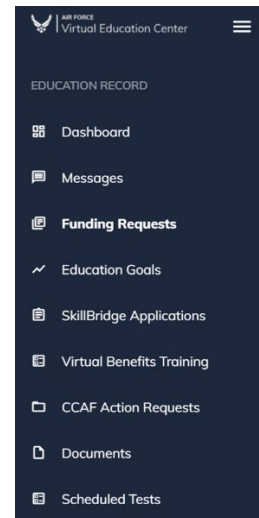 AIR FORCE
Virtual Education Center
EDUCATION RECORD
Dashboard
Messages
Funding Requests
Education Goals
SkillBridge Applications
Virtual Benefits Training
CCAF Action Requests
Documents
Scheduled Tests